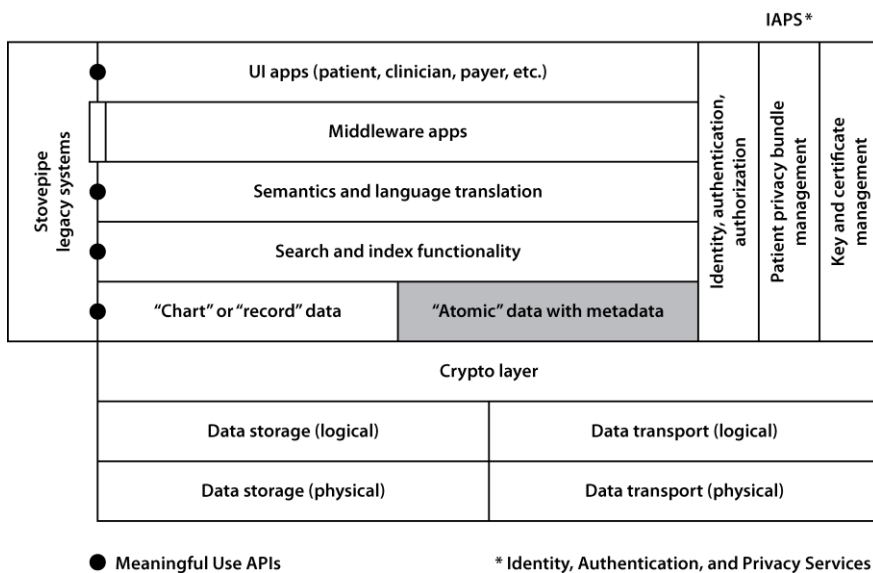 IAPS*
UI apps (patient, clinician, payer, etc.)
Middleware apps
Semantics and language translation
Search and index functionality
“Chart” or “record” data
“Atomic” data with metadata
Stovepipe
legacy systems
Identity, authentication,
authorization
Patient privacy bundle
management
Key and certificate
management
Crypto layer
Data storage (logical)
Data transport (logical)
Data storage (physical)
Data transport (physical)
Meaningful Use APIs
* Identity, Authentication, and Privacy Services